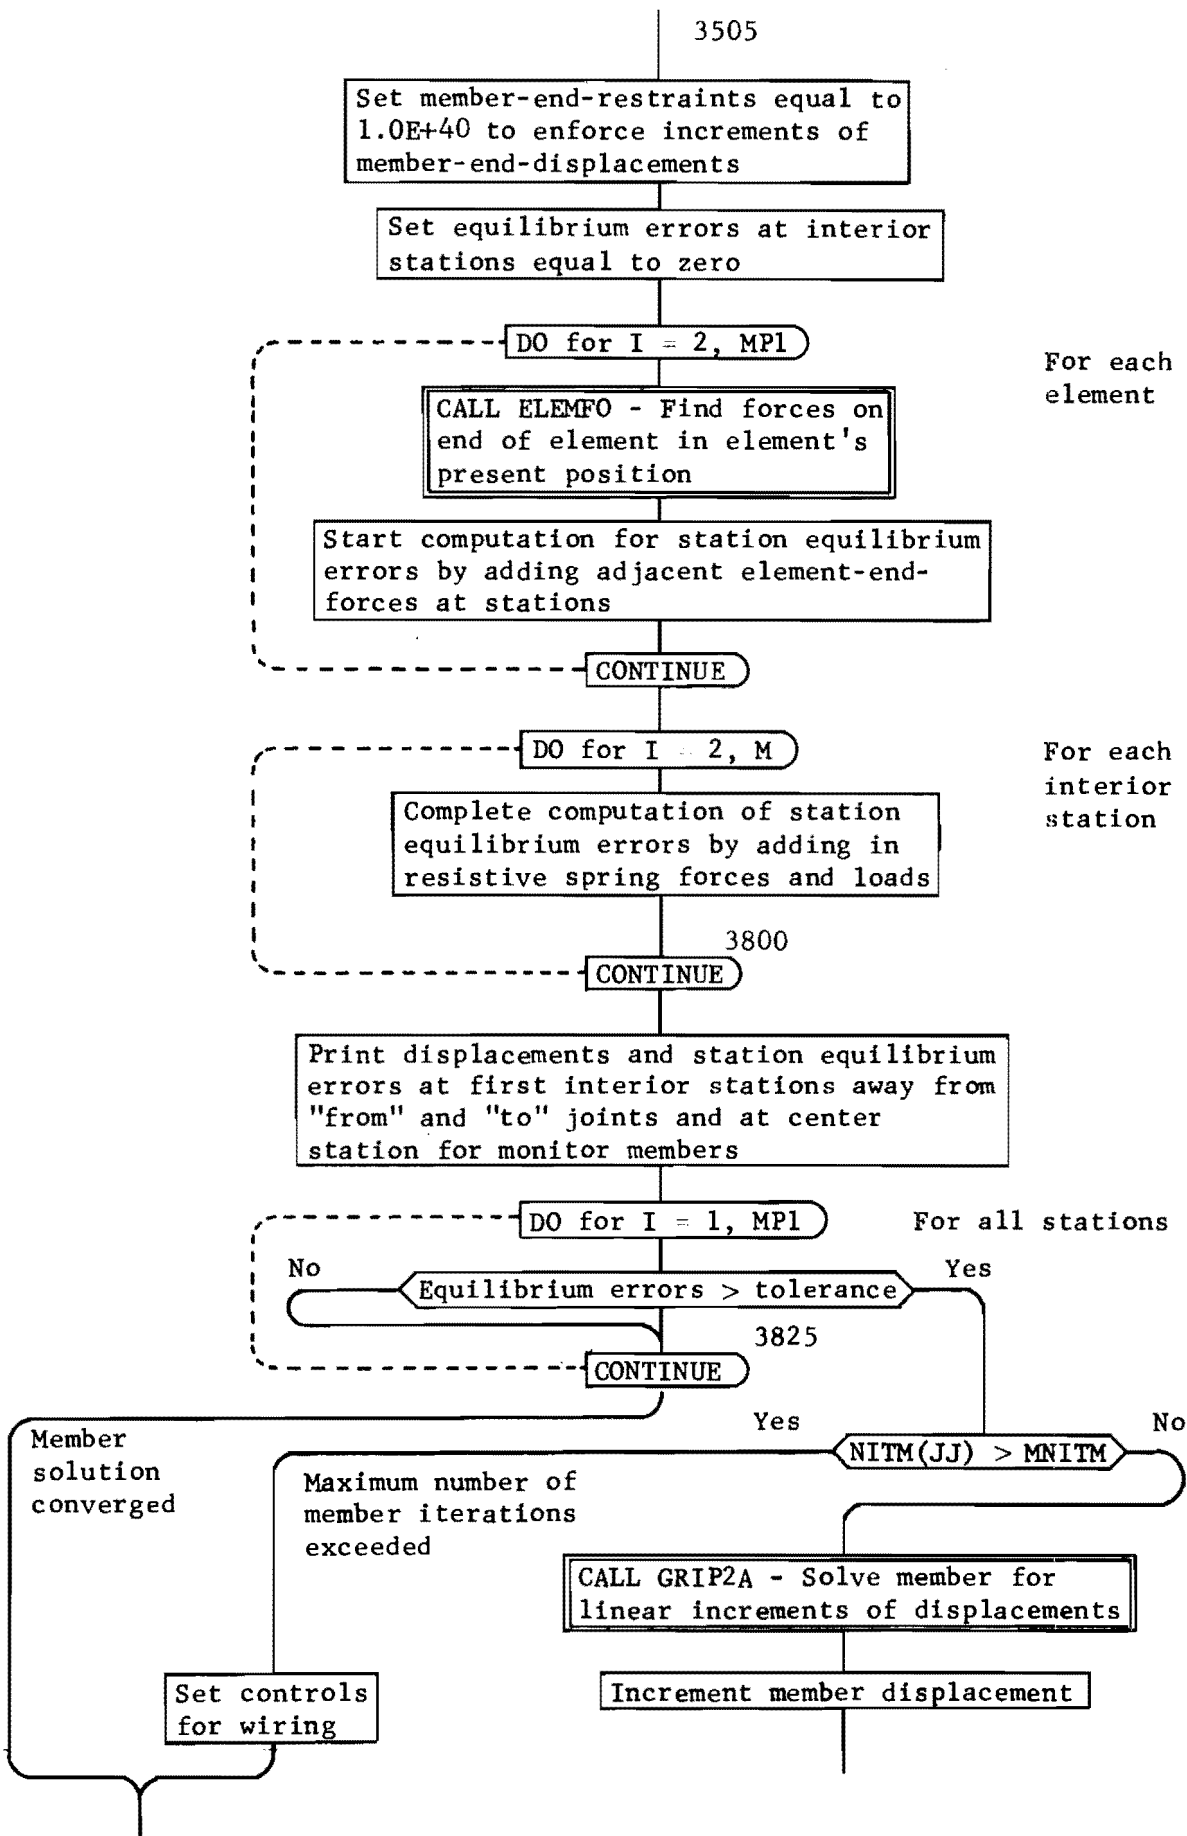 3505
Set member-end-restraints equal to
1.0E+40 to enforce increments of
member-end-displacements
Set equilibrium errors at interior
stations equal to zero
DO for I = 2, MP1
For each
element
CALL ELEMFO - Find forces on
end of element in element's
present position
Start computation for station equilibrium
errors by adding adjacent element-end-
forces at stations
CONTINUE
DO for I = 2, M
For each
interior
station
Complete computation of station
equilibrium errors by adding in
resistive spring forces and loads
3800
CONTINUE
Print displacements and station equilibrium
errors at first interior stations away from
"from" and "to" joints and at center
station for monitor members
DO for I = 1, MP1
For all stations
No
Equilibrium errors > tolerance
Yes
3825
CONTINUE
Member
solution
converged
Yes
NITM(JJ) > MNITM
No
Maximum number of
member iterations
exceeded
CALL GRIP2A - Solve member for
linear increments of displacements
Set controls
for wiring
Increment member displacement